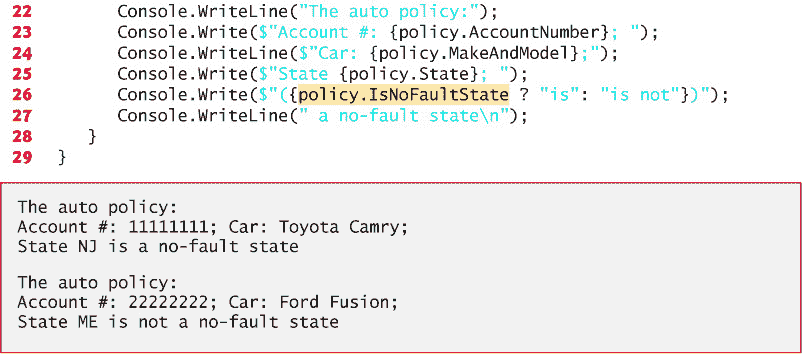 22 Console.WriteLine("The auto policy:");
23 Console.Write($"Account #: {policy.AccountNumber}; ");
24 Console.WriteLine($"Car: {policy.MakeAndModel};");
25 Console.Write($"State {policy.State}; ");
26 Console.Write($"({policy.IsNoFaultState ? "is": "is not"})");
27 Console.WriteLine(" a no-fault state\n");
28 }
29 }
The auto policy:
Account #: 11111111; Car: Toyota Camry;
State NJ is a no-fault state
The auto policy:
Account #: 22222222; Car: Ford Fusion;
State ME is not a no-fault state